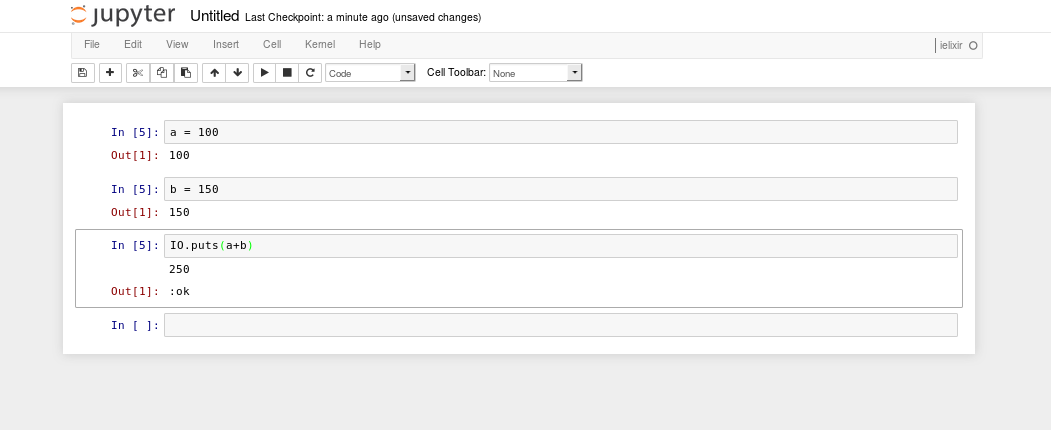 jupyter Untitled Last Checkpoint: a minute ago (unsaved changes)
File Edit View Insert Cell Kernel Help ielixir
Code Cell Toolbar: None
In [5]: a = 100
Out[1]: 100
In [5]: b = 150
Out[1]: 150
In [5]: IO.puts(a+b)
250
Out[1]: :ok
In [ ]: